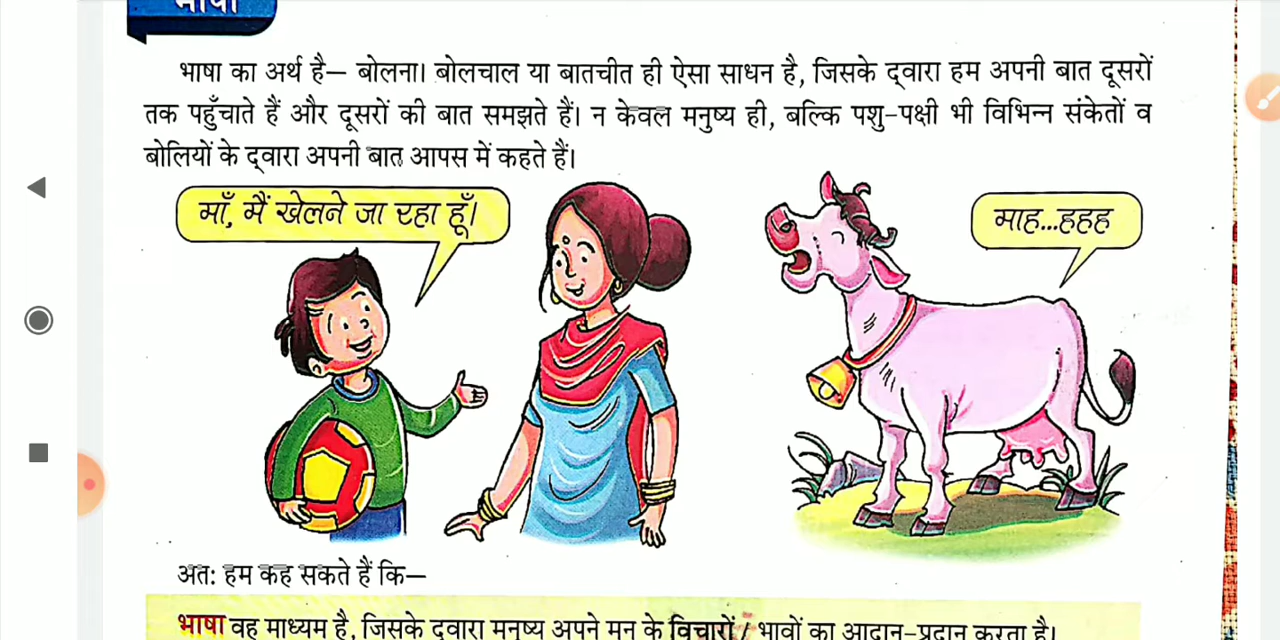 भाषा
भाषा का अर्थ है— बोलना। बोलचाल या बातचीत ही ऐसा साधन है, जिसके द्वारा हम अपनी बात दूसरों
तक पहुँचाते हैं और दूसरों की बात समझते हैं। न केवल मनुष्य ही, बल्कि पशु-पक्षी भी विभिन्न संकेतों व
बोलियों के द्वारा अपनी बात आपस में कहते हैं।
माँ, मैं खेलने जा रहा हूँ।
माह...हहह
अत: हम कह सकते हैं कि—
भाषा वह माध्यम है, जिसके द्वारा मनुष्य अपने मन के विचारों / भावों का आदान-प्रदान करता है।